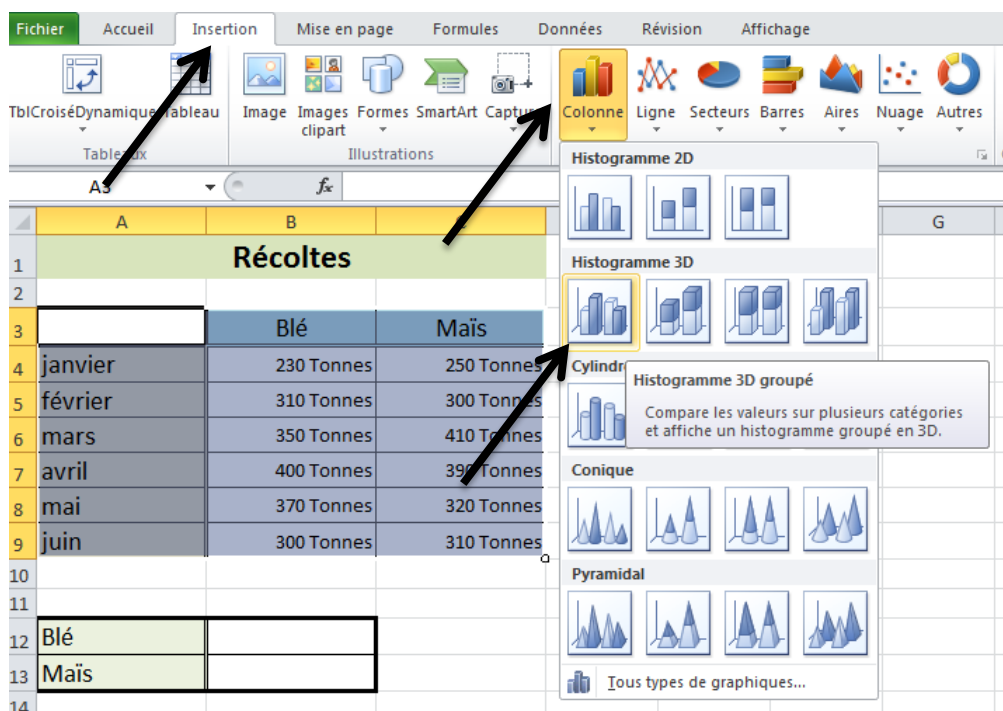 Fichier Accueil Insertion Mise en page Formules Données Révision Affichage
TblCroiséDynamique Tableau Image Images clipart Formes SmartArt Capture Colonne Ligne Secteurs Barres Aires Nuage Autres
Tableaux Illustrations
A3 fx
Histogramme 2D
A B G
1 Récoltes
Histogramme 3D
2
3 Blé Maïs
4 janvier 230 Tonnes 250 Tonnes
5 février 310 Tonnes 300 Tonnes
6 mars 350 Tonnes 410 Tonnes
7 avril 400 Tonnes 390 Tonnes
8 mai 370 Tonnes 320 Tonnes
9 juin 300 Tonnes 310 Tonnes
10
11
12 Blé
13 Maïs
14
Cylindr
Histogramme 3D groupé
Compare les valeurs sur plusieurs catégories
et affiche un histogramme groupé en 3D.
Conique
Pyramidal
Tous types de graphiques...